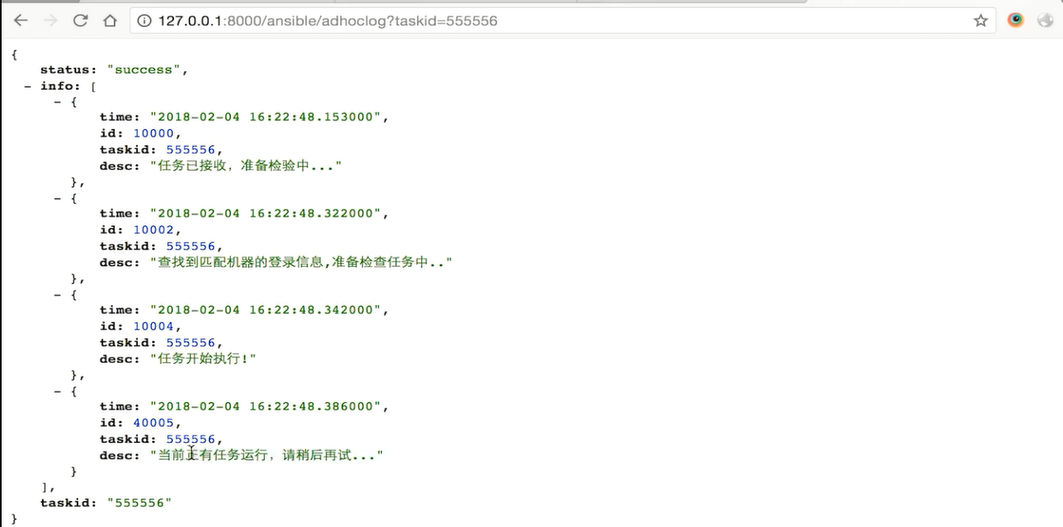 127.0.0.1:8000/ansible/adhoclog?taskid=555556
{
status: "success",
- info: [
- {
time: "2018-02-04 16:22:48.153000",
id: 10000,
taskid: 555556,
desc: "任务已接收，准备检验中..."
},
- {
time: "2018-02-04 16:22:48.322000",
id: 10002,
taskid: 555556,
desc: "查找到匹配机器的登录信息,准备检查任务中.."
},
- {
time: "2018-02-04 16:22:48.342000",
id: 10004,
taskid: 555556,
desc: "任务开始执行!"
},
- {
time: "2018-02-04 16:22:48.386000",
id: 40005,
taskid: 555556,
desc: "当前正有任务运行，请稍后再试..."
}
],
taskid: "555556"
}